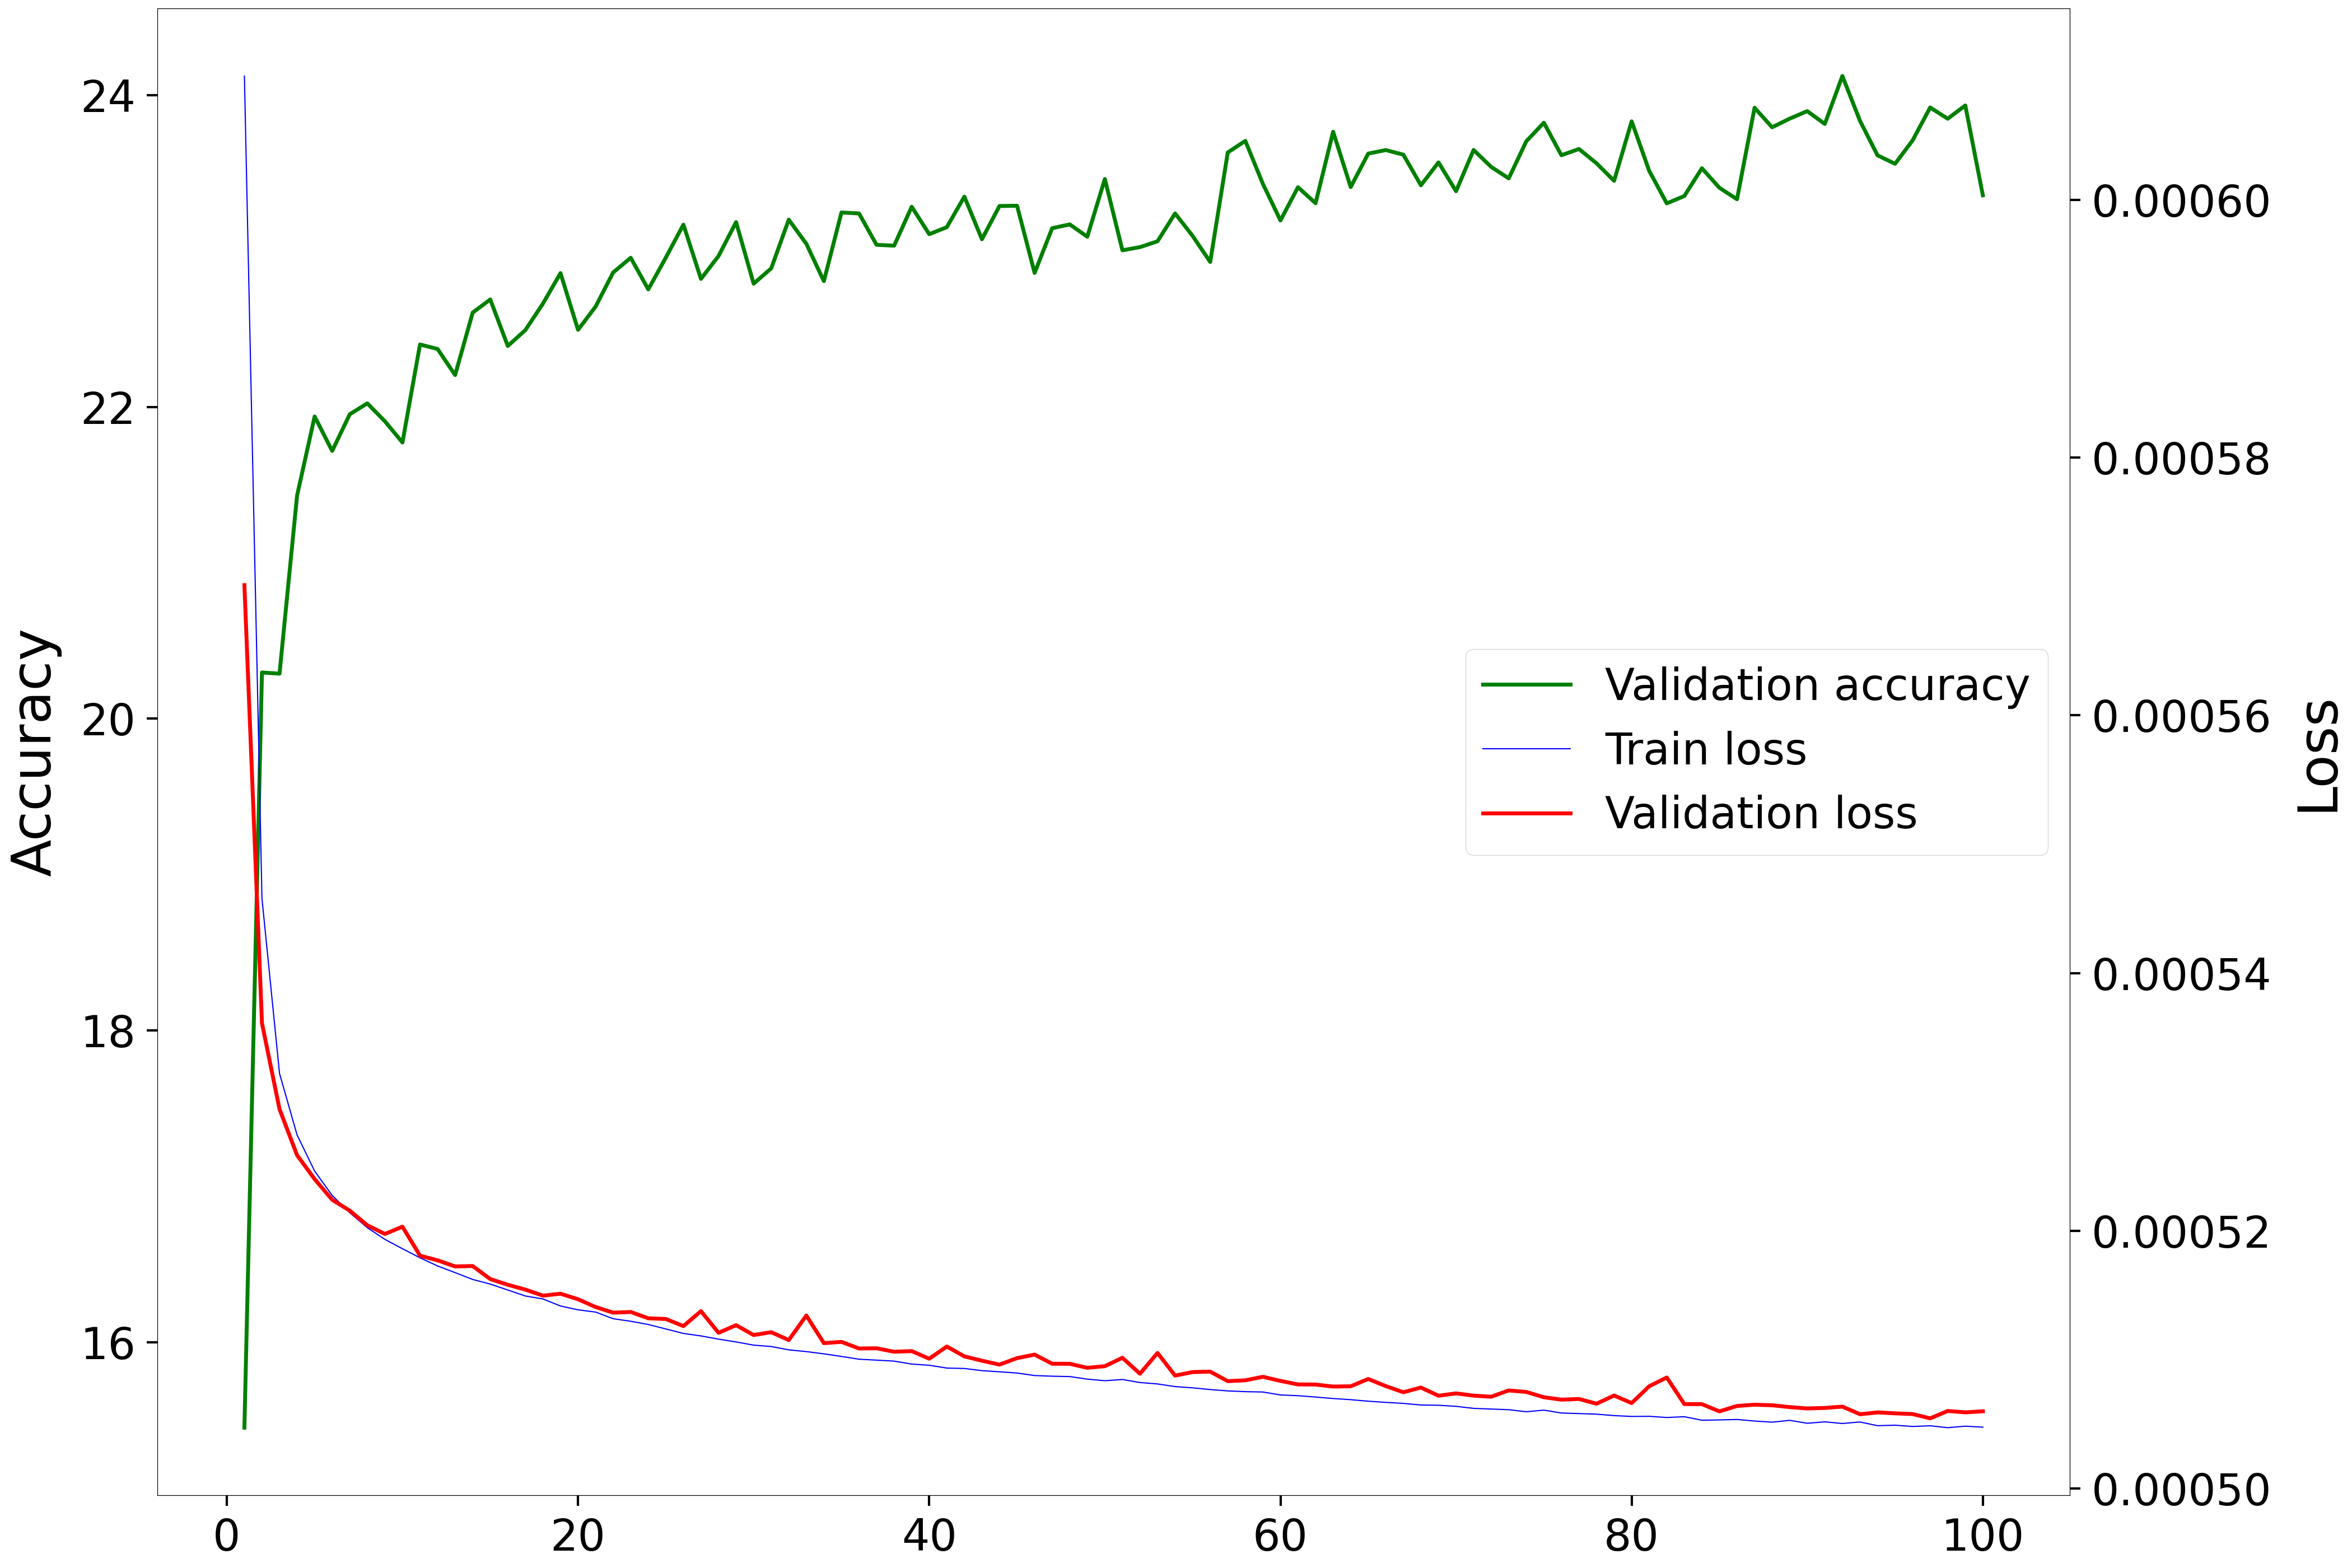 24
22
20
18
16
Accuracy
0.00060
0.00058
0.00056
0.00054
0.00052
0.00050
Loss
Validation accuracy
Train loss
Validation loss
0 20 40 60 80 100